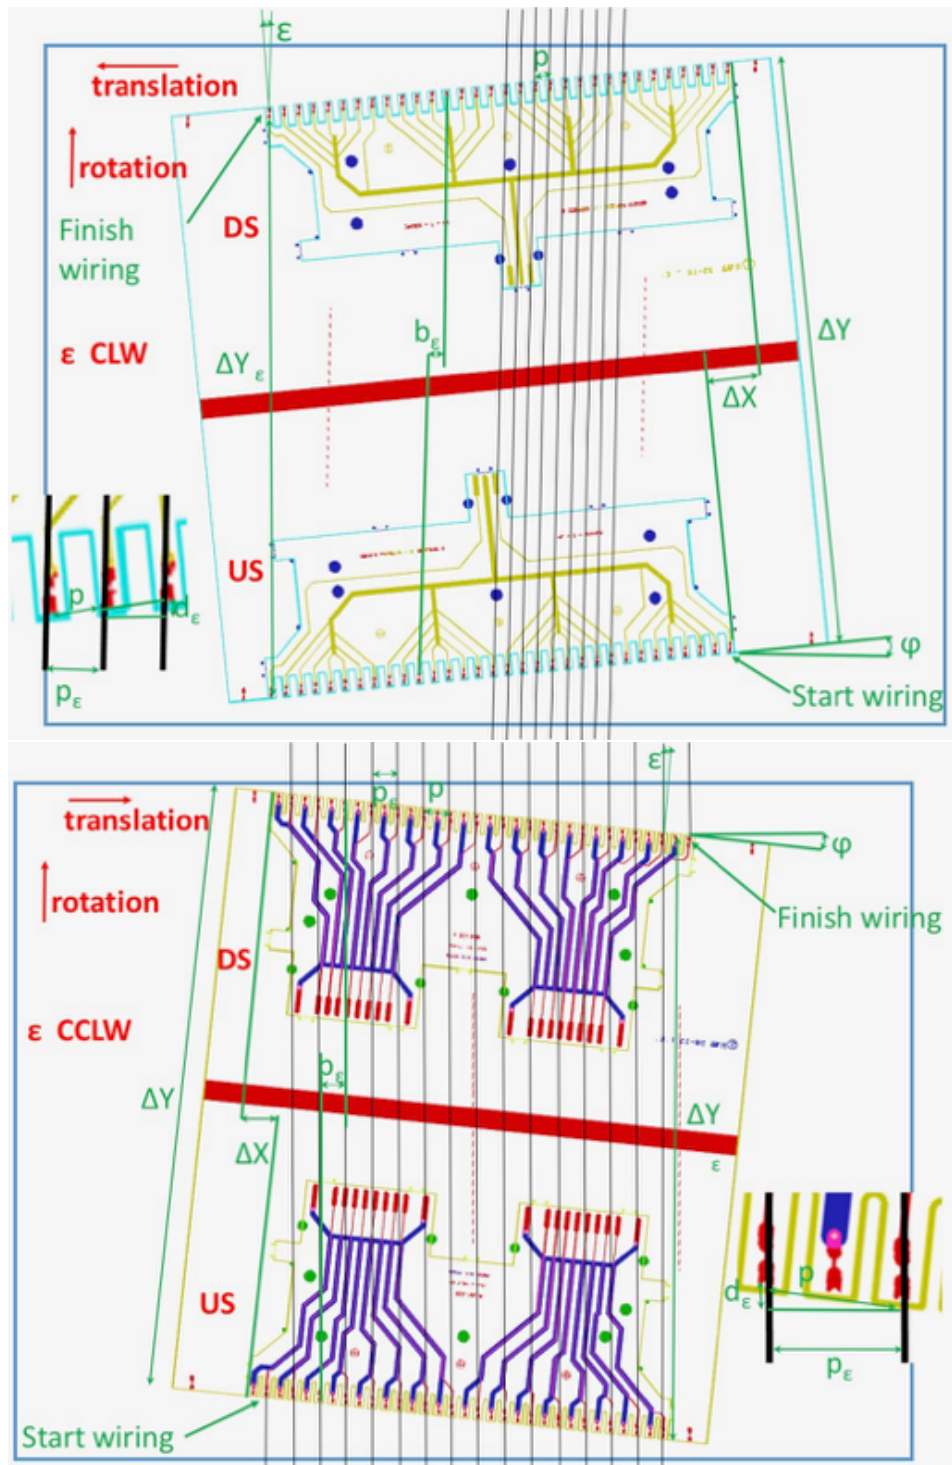 ε
p
translation
rotation
Finish
wiring
DS
ε CLW
ΔY ε
bε
ΔY
ΔX
US
p
dε
pε
φ
Start wiring
ε
pε
p
translation
φ
rotation
Finish wiring
DS
ε CCLW
bε
ΔY
ΔY
ε
ΔX
US
p
dε
pε
Start wiring